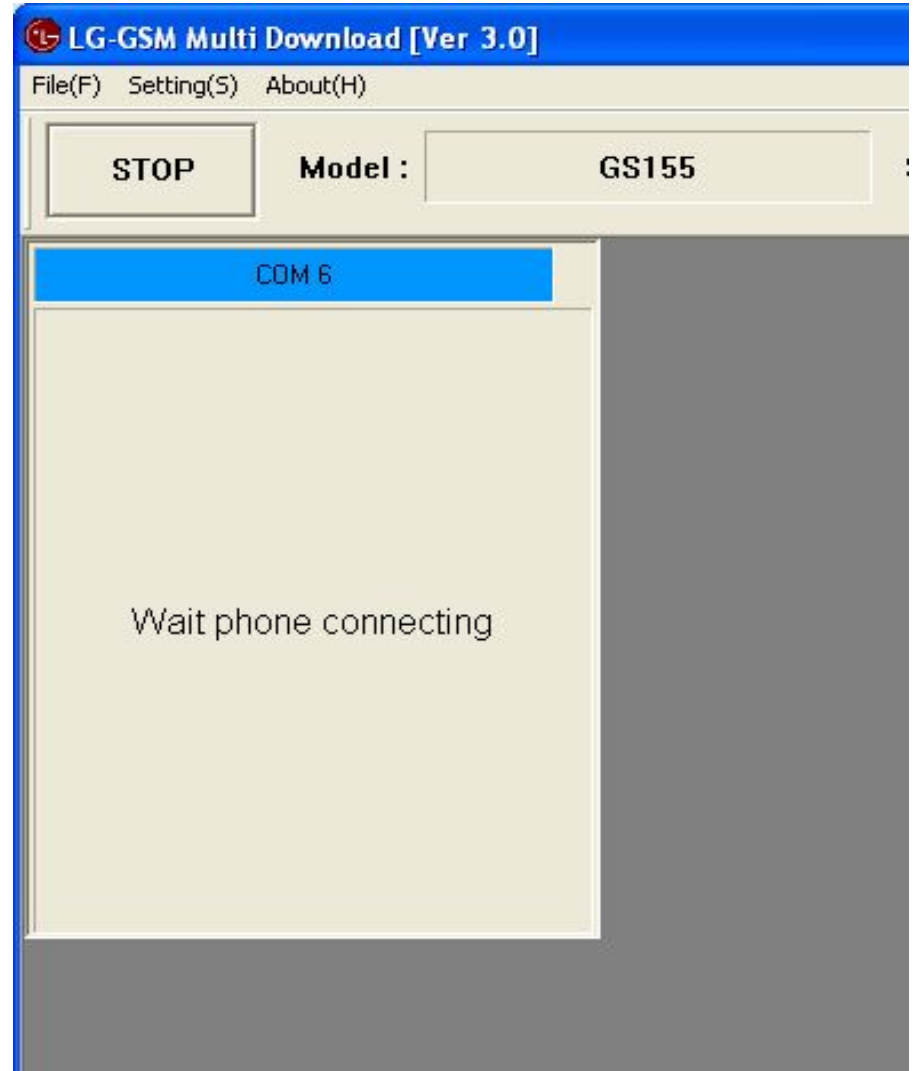 LG-GSM Multi Download [Ver 3.0]
File(F) Setting(S) About(H)
STOP Model : GS155
COM 6
Wait phone connecting